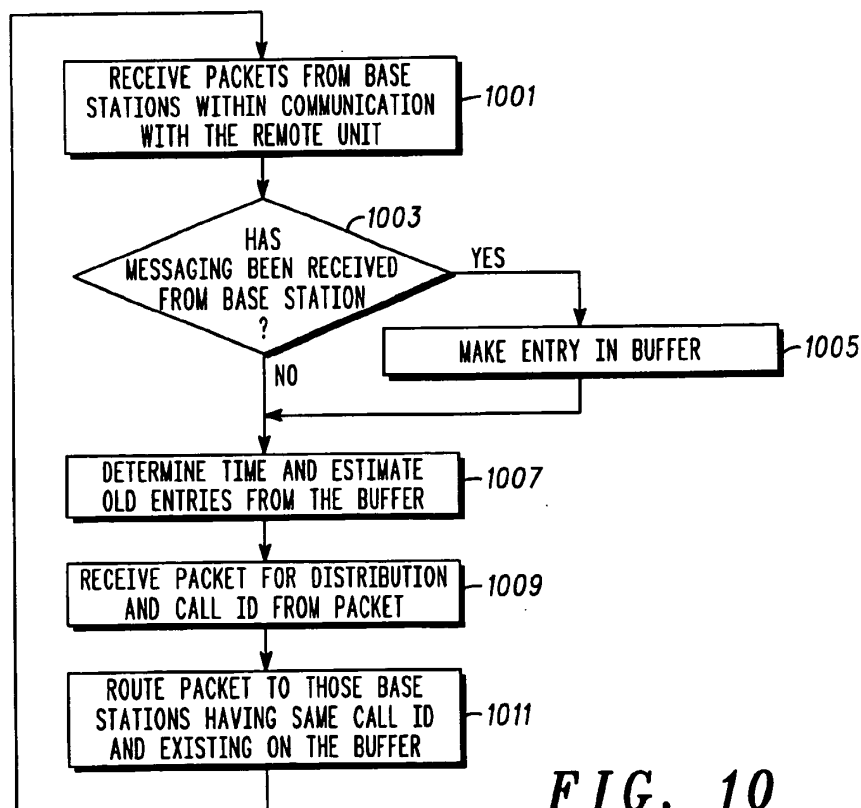 RECEIVE PACKETS FROM BASE
STATIONS WITHIN COMMUNICATION
WITH THE REMOTE UNIT
1001
1003
HAS
MESSAGING BEEN RECEIVED
FROM BASE STATION
?
YES
NO
MAKE ENTRY IN BUFFER
1005
DETERMINE TIME AND ESTIMATE
OLD ENTRIES FROM THE BUFFER
1007
RECEIVE PACKET FOR DISTRIBUTION
AND CALL ID FROM PACKET
1009
ROUTE PACKET TO THOSE BASE
STATIONS HAVING SAME CALL ID
AND EXISTING ON THE BUFFER
1011
FIG. 10